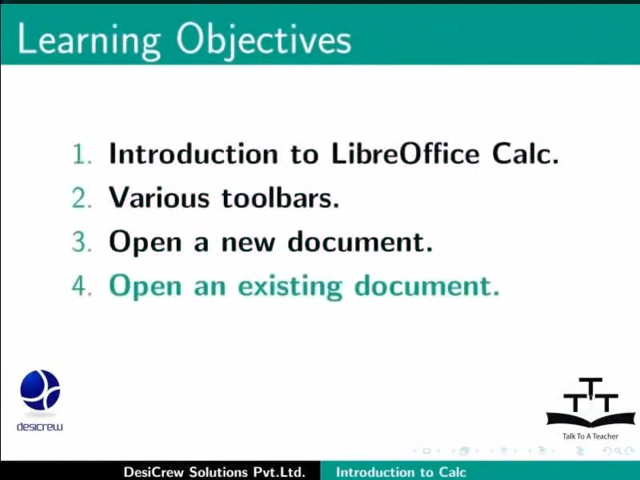 Learning Objectives
1. Introduction to LibreOffice Calc.
2. Various toolbars.
3. Open a new document.
4. Open an existing document.
desicrew
TTT
Talk To A Teacher
DesiCrew Solutions Pvt.Ltd. Introduction to Calc